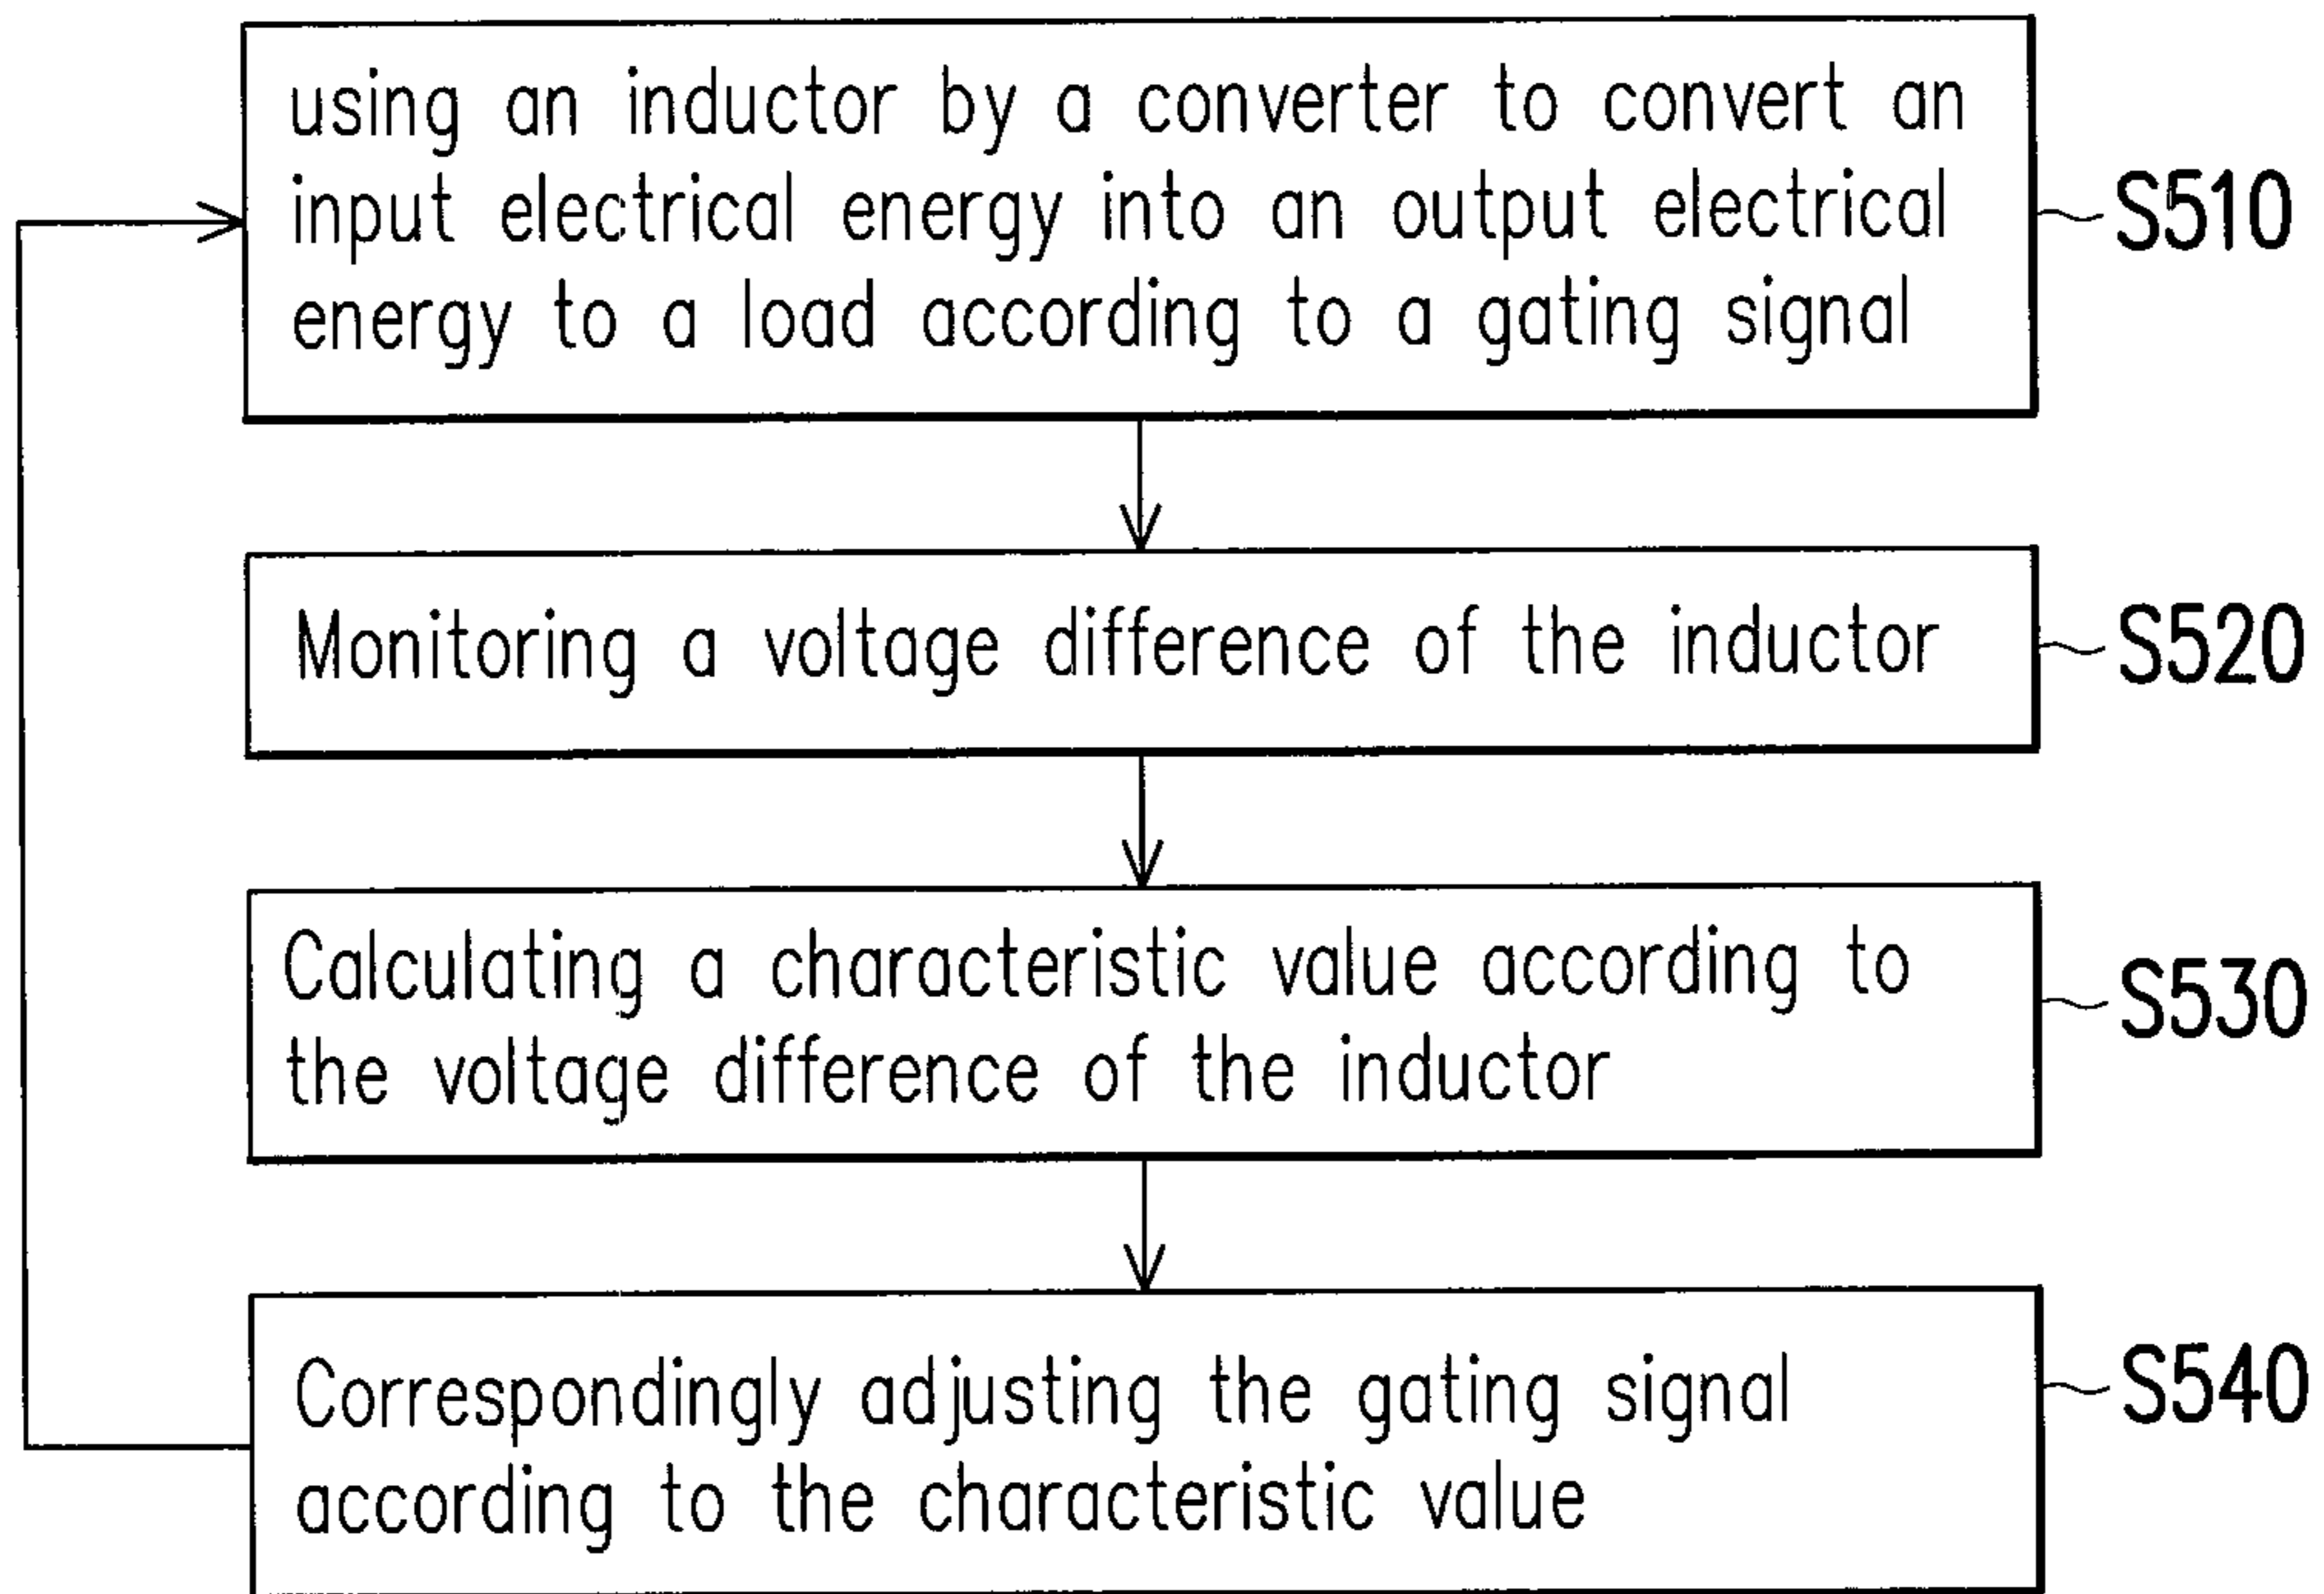 using an inductor by a converter to convert an
input electrical energy into an output electrical
energy to a load according to a gating signal
S510
Monitoring a voltage difference of the inductor
S520
Calculating a characteristic value according to
the voltage difference of the inductor
S530
Correspondingly adjusting the gating signal
according to the characteristic value
S540